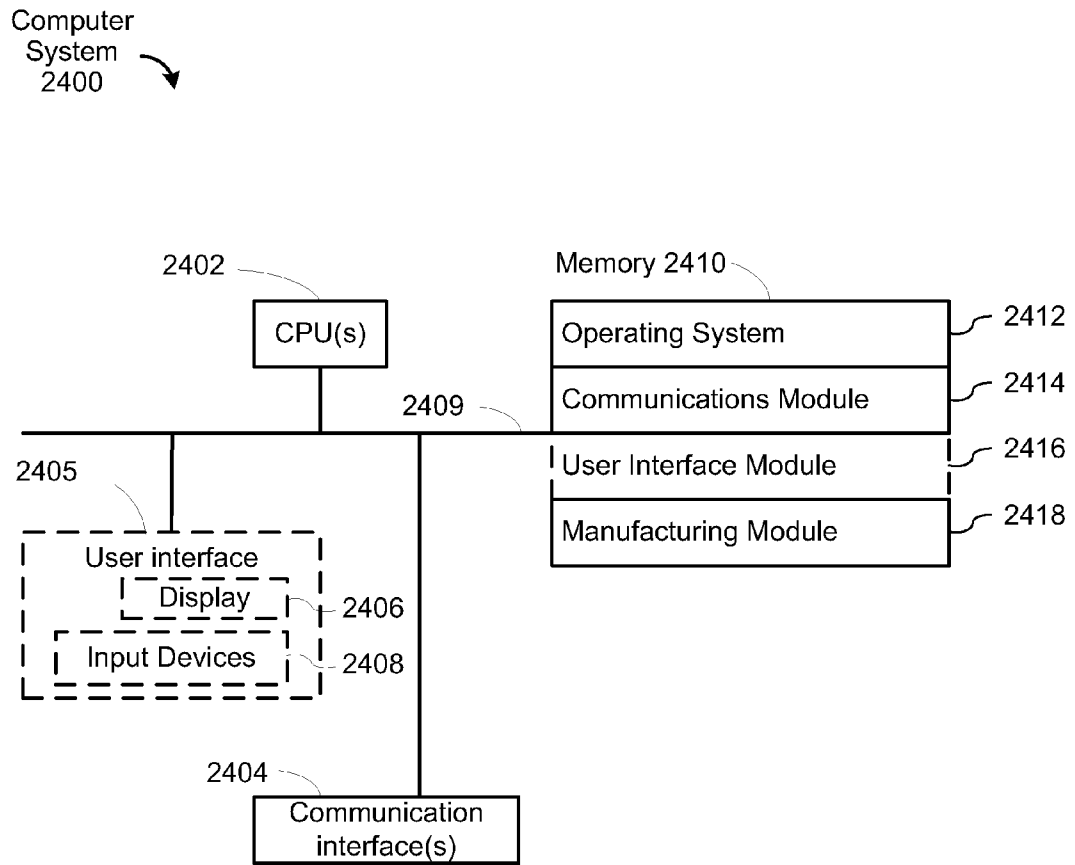 Computer
System
2400
2402
Memory 2410
CPU(s)
Operating System
2412
Communications Module
2414
2409
User Interface Module
2416
2405
Manufacturing Module
2418
User interface
Display
2406
Input Devices
2408
2404
Communication
interface(s)